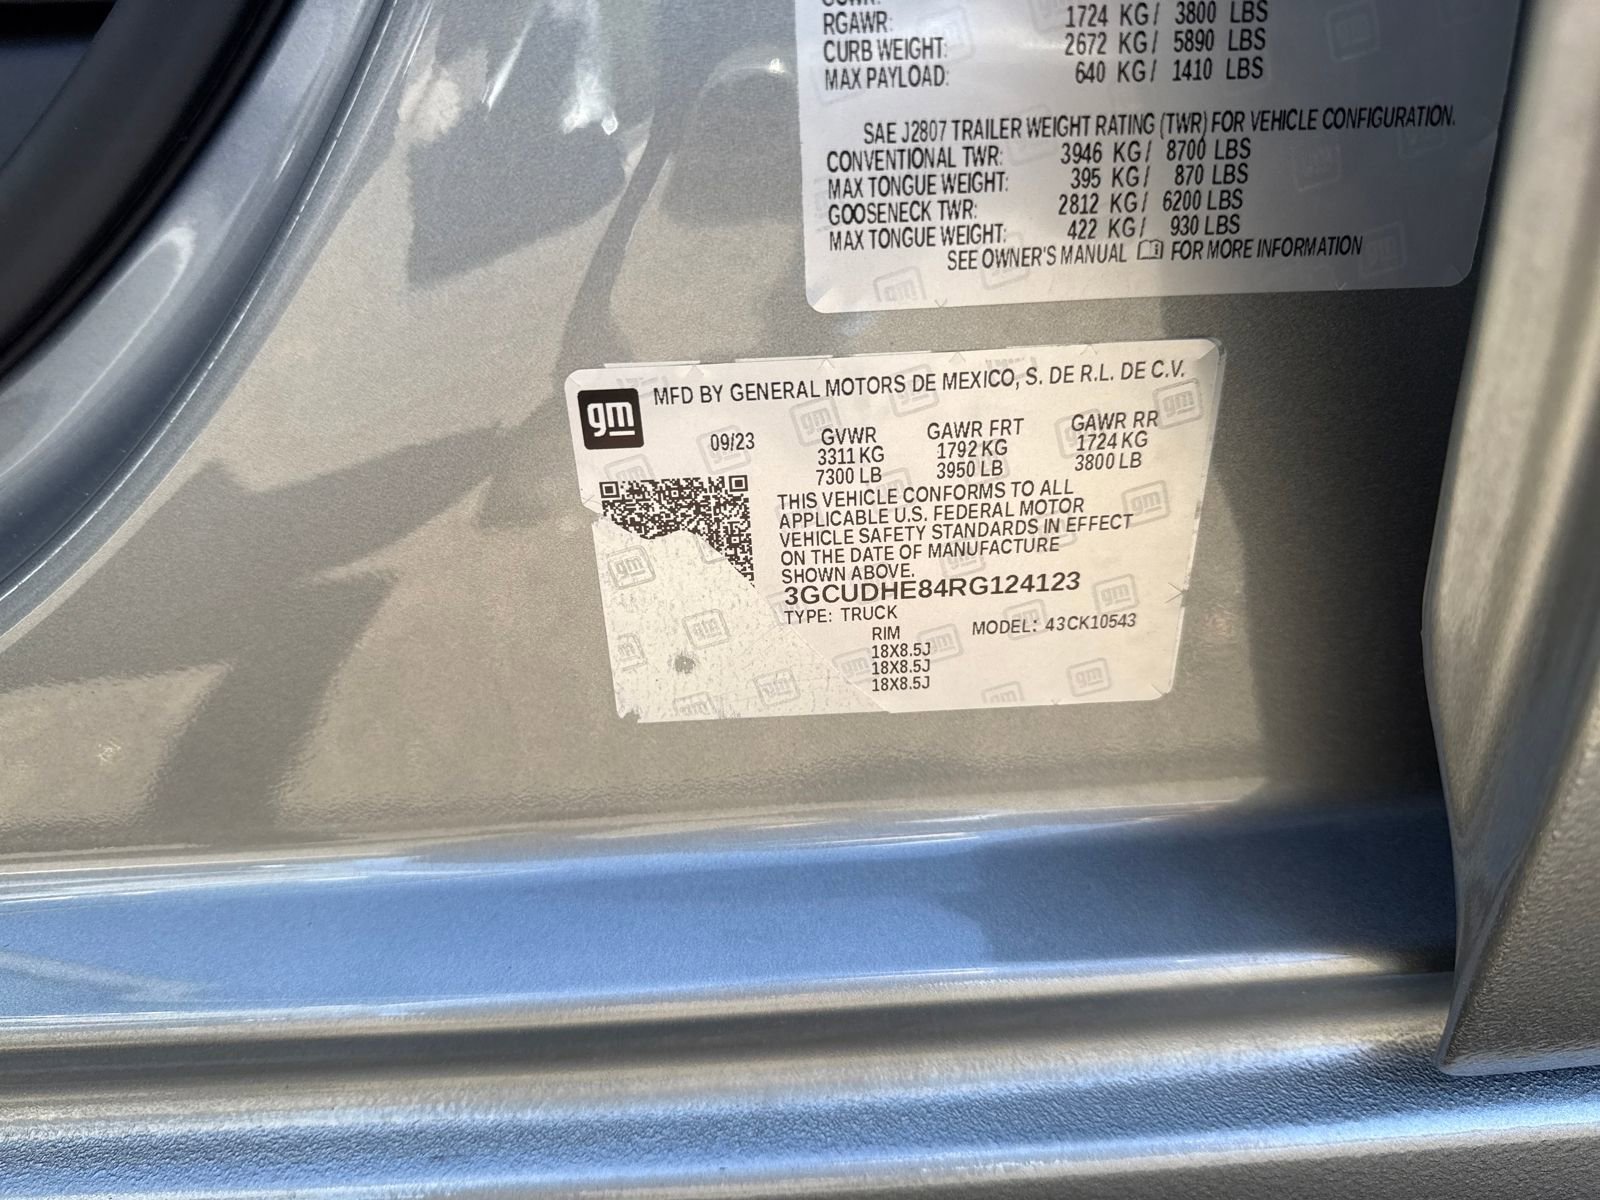 RGAWR: 1724 KG/ 3800 LBS
CURB WEIGHT: 2672 KG/ 5890 LBS
MAX PAYLOAD: 640 KG/ 1410 LBS
SAE J2807 TRAILER WEIGHT RATING (TWR) FOR VEHICLE CONFIGURATION.
CONVENTIONAL TWR: 3946 KG/ 8700 LBS
MAX TONGUE WEIGHT: 395 KG/ 870 LBS
GOOSENECK TWR: 2812 KG/ 6200 LBS
MAX TONGUE WEIGHT: 422 KG/ 930 LBS
SEE OWNER'S MANUAL FOR MORE INFORMATION
gm MFD BY GENERAL MOTORS DE MEXICO, S. DE R.L. DE C.V.
09/23 GVWR GAWR FRT GAWR RR
3311 KG 1792 KG 1724 KG
7300 LB 3950 LB 3800 LB
THIS VEHICLE CONFORMS TO ALL
APPLICABLE U.S. FEDERAL MOTOR
VEHICLE SAFETY STANDARDS IN EFFECT
ON THE DATE OF MANUFACTURE
SHOWN ABOVE.
3GCUDHE84RG124123
TYPE: TRUCK
RIM MODEL: 43CK10543
18X8.5J
18X8.5J
18X8.5J